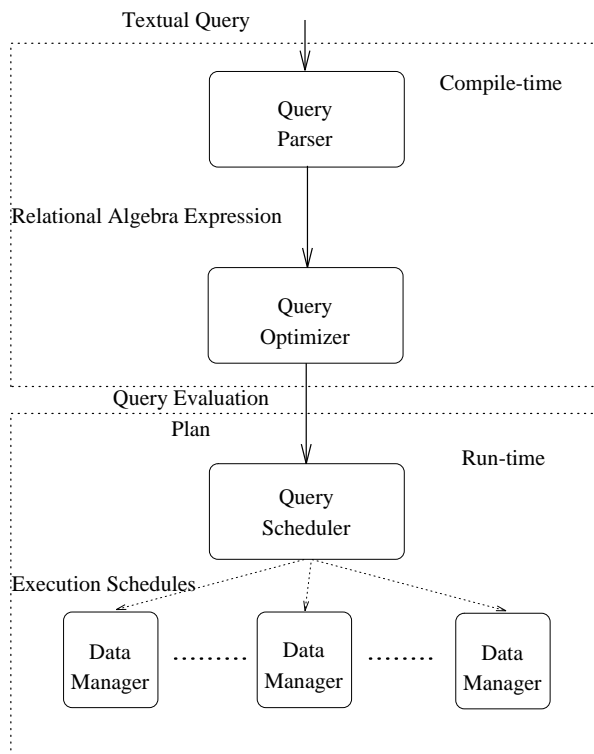 Textual Query
Compile-time
Query
Parser
Relational Algebra Expression
Query
Optimizer
Query Evaluation
Plan
Run-time
Query
Scheduler
Execution Schedules
Data
Manager
Data
Manager
Data
Manager